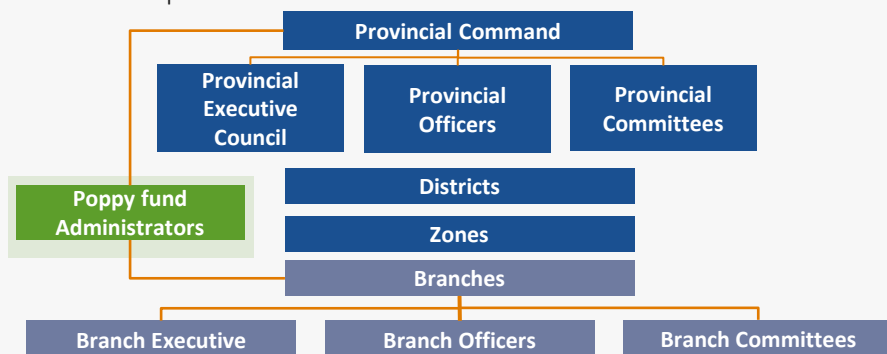 Provincial Command
Provincial
Executive
Council
Provincial
Officers
Provincial
Committees
Districts
Poppy fund
Administrators
Zones
Branches
Branch Executive
Branch Officers
Branch Committees